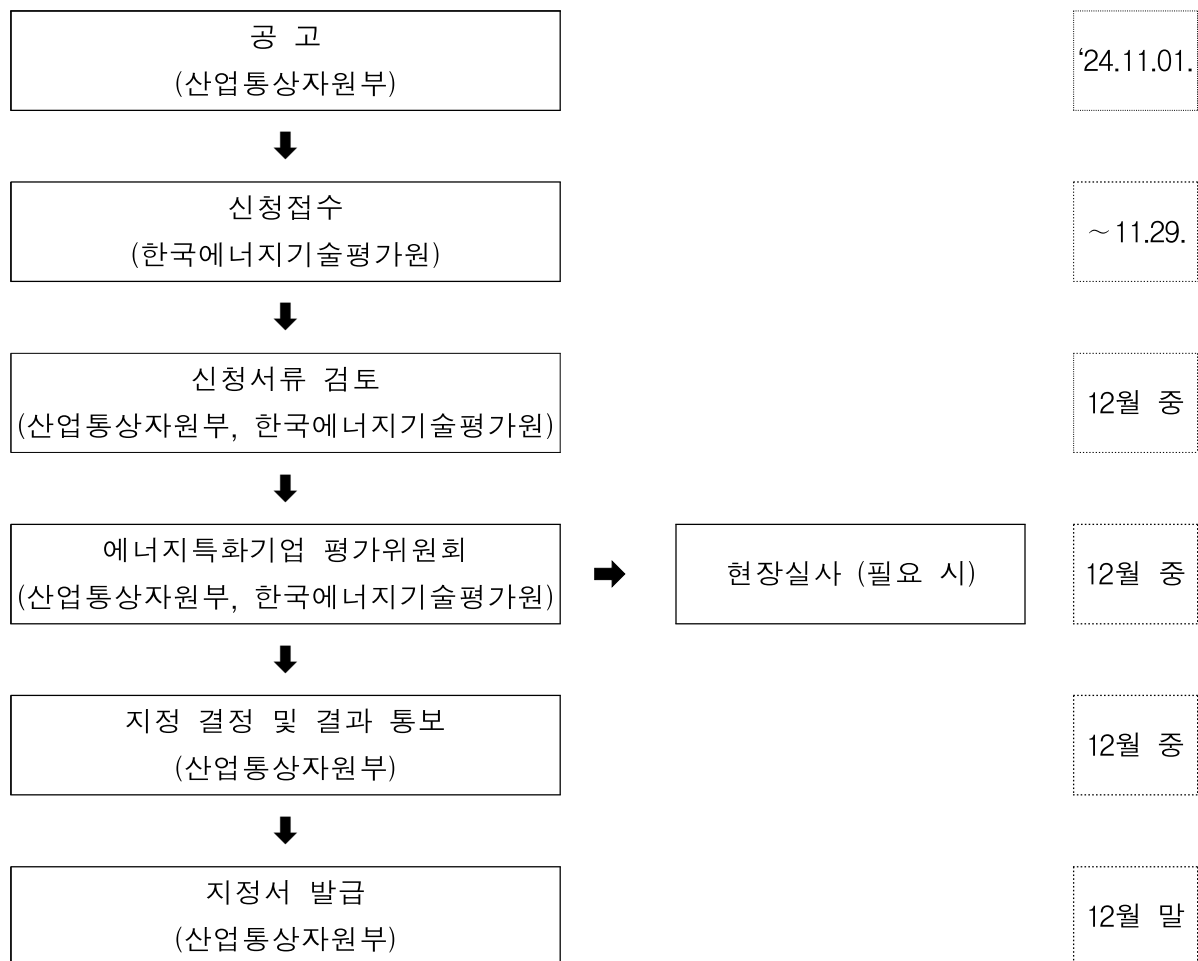 공 고
(산업통상자원부)
‘24.11.01.
신청접수
(한국에너지기술평가원)
~11.29.
신청서류 검토
(산업통상자원부, 한국에너지기술평가원)
12월 중
에너지특화기업 평가위원회
(산업통상자원부, 한국에너지기술평가원)
현장실사 (필요 시)
12월 중
지정 결정 및 결과 통보
(산업통상자원부)
12월 중
지정서 발급
(산업통상자원부)
12월 말